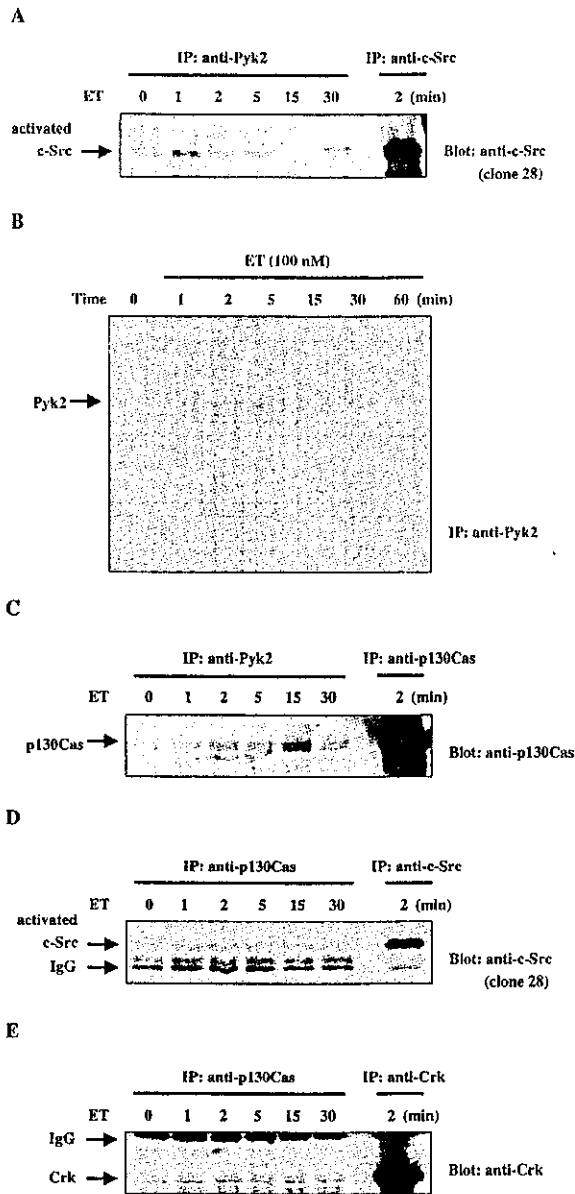 A
IP: anti-Pyk2 IP: anti-c-Src
ET 0 1 2 5 15 30 2 (min)
activated
c-Src
Blot: anti-c-Src
(clone 28)
B
ET (100 nM)
Time 0 1 2 5 15 30 60 (min)
Pyk2
IP: anti-Pyk2
C
IP: anti-Pyk2 IP: anti-p130Cas
ET 0 1 2 5 15 30 2 (min)
p130Cas
Blot: anti-p130Cas
D
IP: anti-p130Cas IP: anti-c-Src
ET 0 1 2 5 15 30 2 (min)
activated
c-Src
IgG
Blot: anti-c-Src
(clone 28)
E
IP: anti-p130Cas IP: anti-Crk
ET 0 1 2 5 15 30 2 (min)
IgG
Crk
Blot: anti-Crk